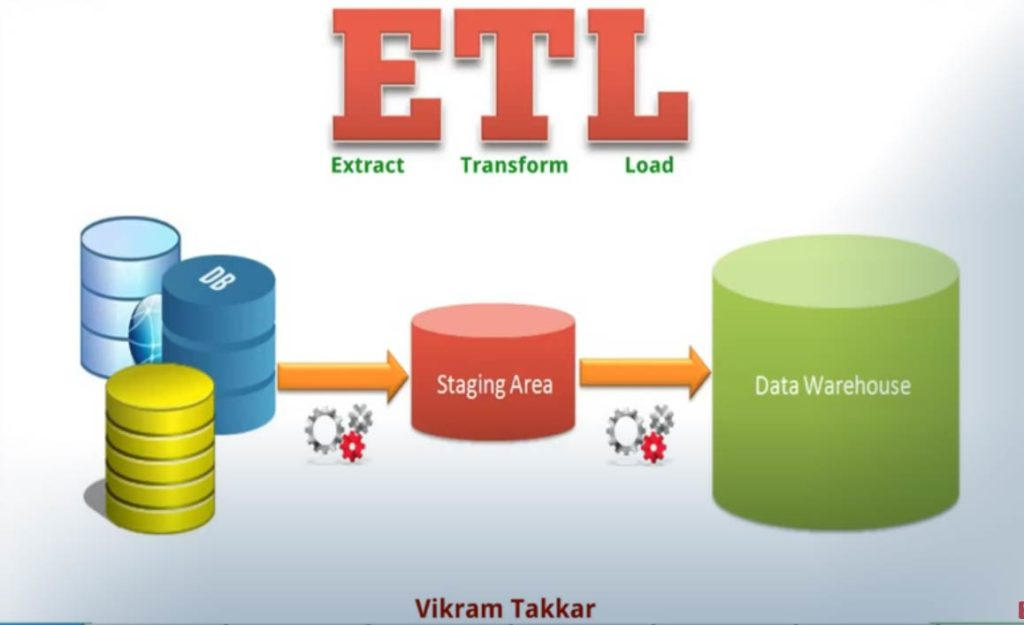 ETL
Extract Transform Load
DB
Staging Area
Data Warehouse
Vikram Takkar